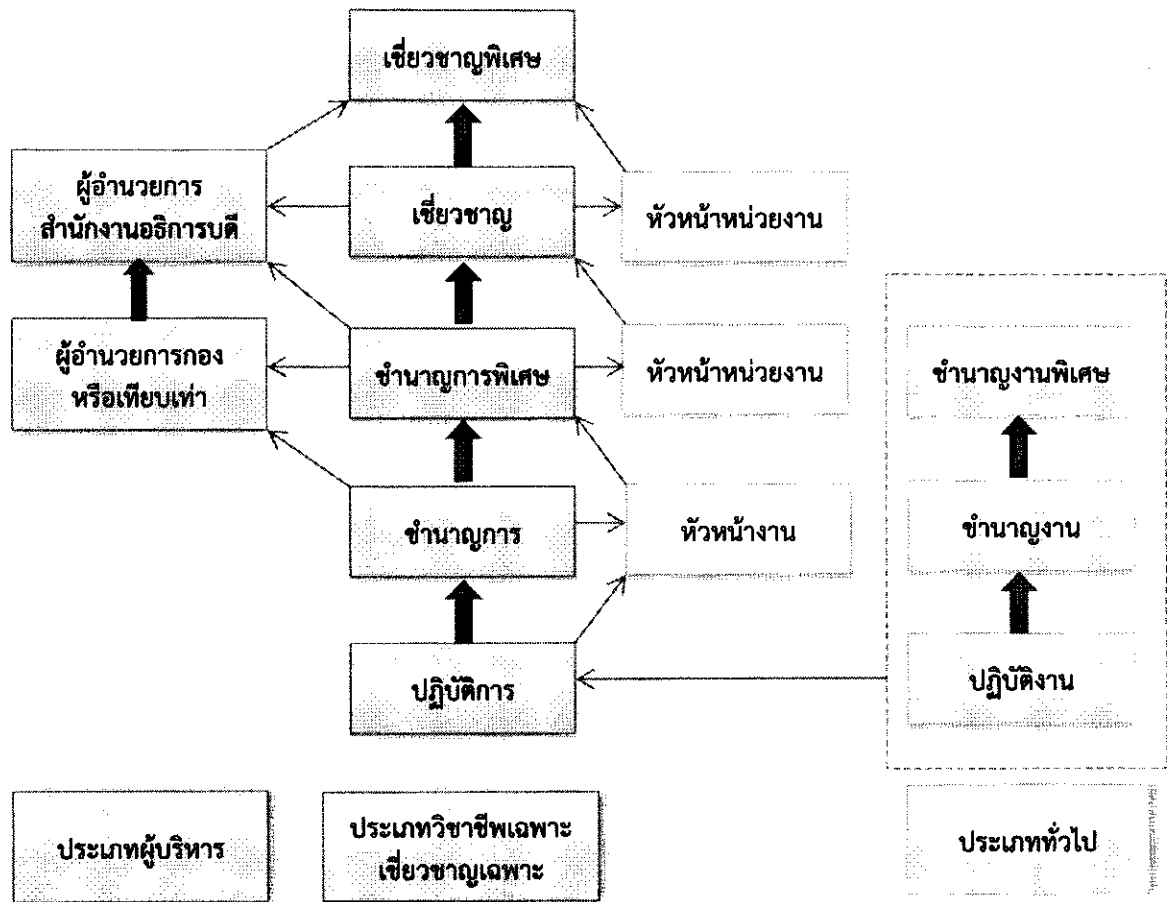 เชี่ยวชาญพิเศษ
ผู้อำนวยการ
สำนักงานอธิการบดี
เชี่ยวชาญ
หัวหน้าหน่วยงาน
ผู้อำนวยการกอง
หรือเทียบเท่า
ชำนาญการพิเศษ
หัวหน้าหน่วยงาน
ชำนาญงานพิเศษ
ชำนาญการ
หัวหน้างาน
ชำนาญงาน
ปฏิบัติการ
ปฏิบัติงาน
ประเภทผู้บริหาร
ประเภทวิชาชีพเฉพาะ
เชี่ยวชาญเฉพาะ
ประเภททั่วไป